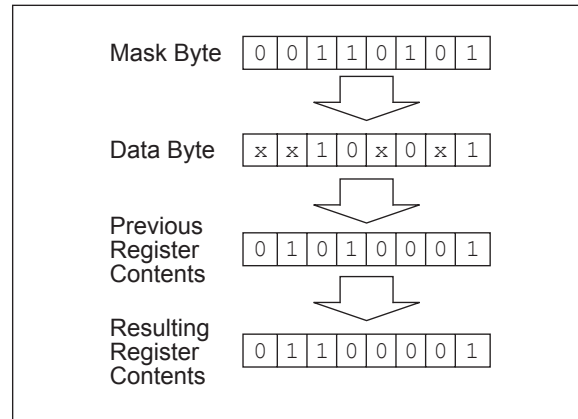 Mask Byte 0 0 1 1 0 1 0 1
Data Byte x x 1 0 x 0 x 1
Previous
Register 0 1 0 1 0 0 0 1
Contents
Resulting
Register 0 1 1 0 0 0 0 1
Contents